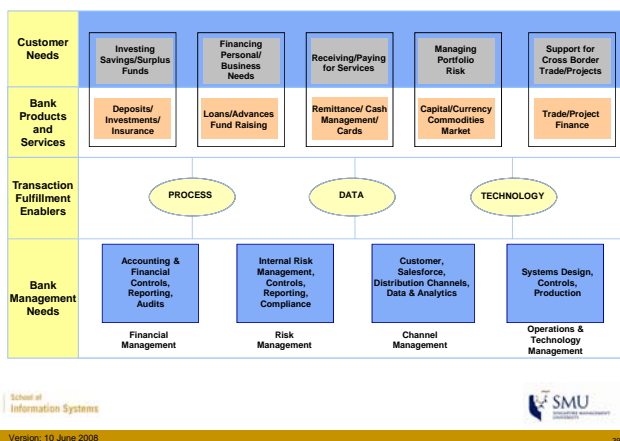 Customer
Needs
Investing
Savings/Surplus
Funds
Financing
Personal/
Business
Needs
Receiving/Paying
for Services
Managing
Portfolio
Risk
Support for
Cross Border
Trade/Projects
Bank
Products
and
Services
Deposits/
Investments/
Insurance
Loans/Advances
Fund Raising
Remittance/ Cash
Management/
Cards
Capital/Currency
Commodities
Market
Trade/Project
Finance
Transaction
Fulfillment
Enablers
PROCESS
DATA
TECHNOLOGY
Bank
Management
Needs
Accounting &
Financial
Controls,
Reporting,
Audits
Internal Risk
Management,
Controls,
Reporting,
Compliance
Customer,
Salesforce,
Distribution Channels,
Data & Analytics
Systems Design,
Controls,
Production
Financial
Management
Risk
Management
Channel
Management
Operations &
Technology
Management
School of
Information Systems
SMU
SINGAPORE MANAGEMENT
UNIVERSITY
Version: 10 June 2008